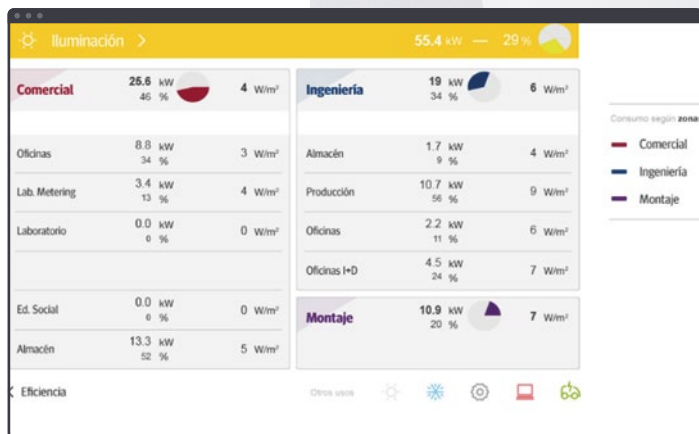 Iluminación >
55.4 kW — 29 %
Comercial 25.6 kW 46 % 4 W/m²
Oficinas 8.8 kW 34 % 3 W/m²
Lab. Metering 3.4 kW 13 % 4 W/m²
Laboratorio 0.0 kW 0 % 0 W/m²
Ed. Social 0.0 kW 0 % 0 W/m²
Almacén 13.3 kW 52 % 5 W/m²
Ingeniería 19 kW 34 % 6 W/m²
Almacén 1.7 kW 9 % 4 W/m²
Producción 10.7 kW 56 % 9 W/m²
Oficinas 2.2 kW 11 % 6 W/m²
Oficinas I+D 4.5 kW 24 % 7 W/m²
Montaje 10.9 kW 20 % 7 W/m²
Consumo según zonas
Comercial
Ingeniería
Montaje
Eficiencia
Otros usos